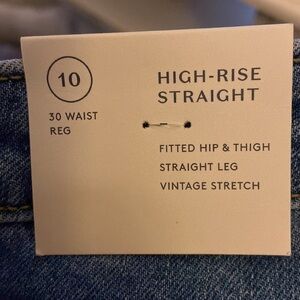 10
30 WAIST
REG
HIGH-RISE
STRAIGHT
FITTED HIP & THIGH
STRAIGHT LEG
VINTAGE STRETCH